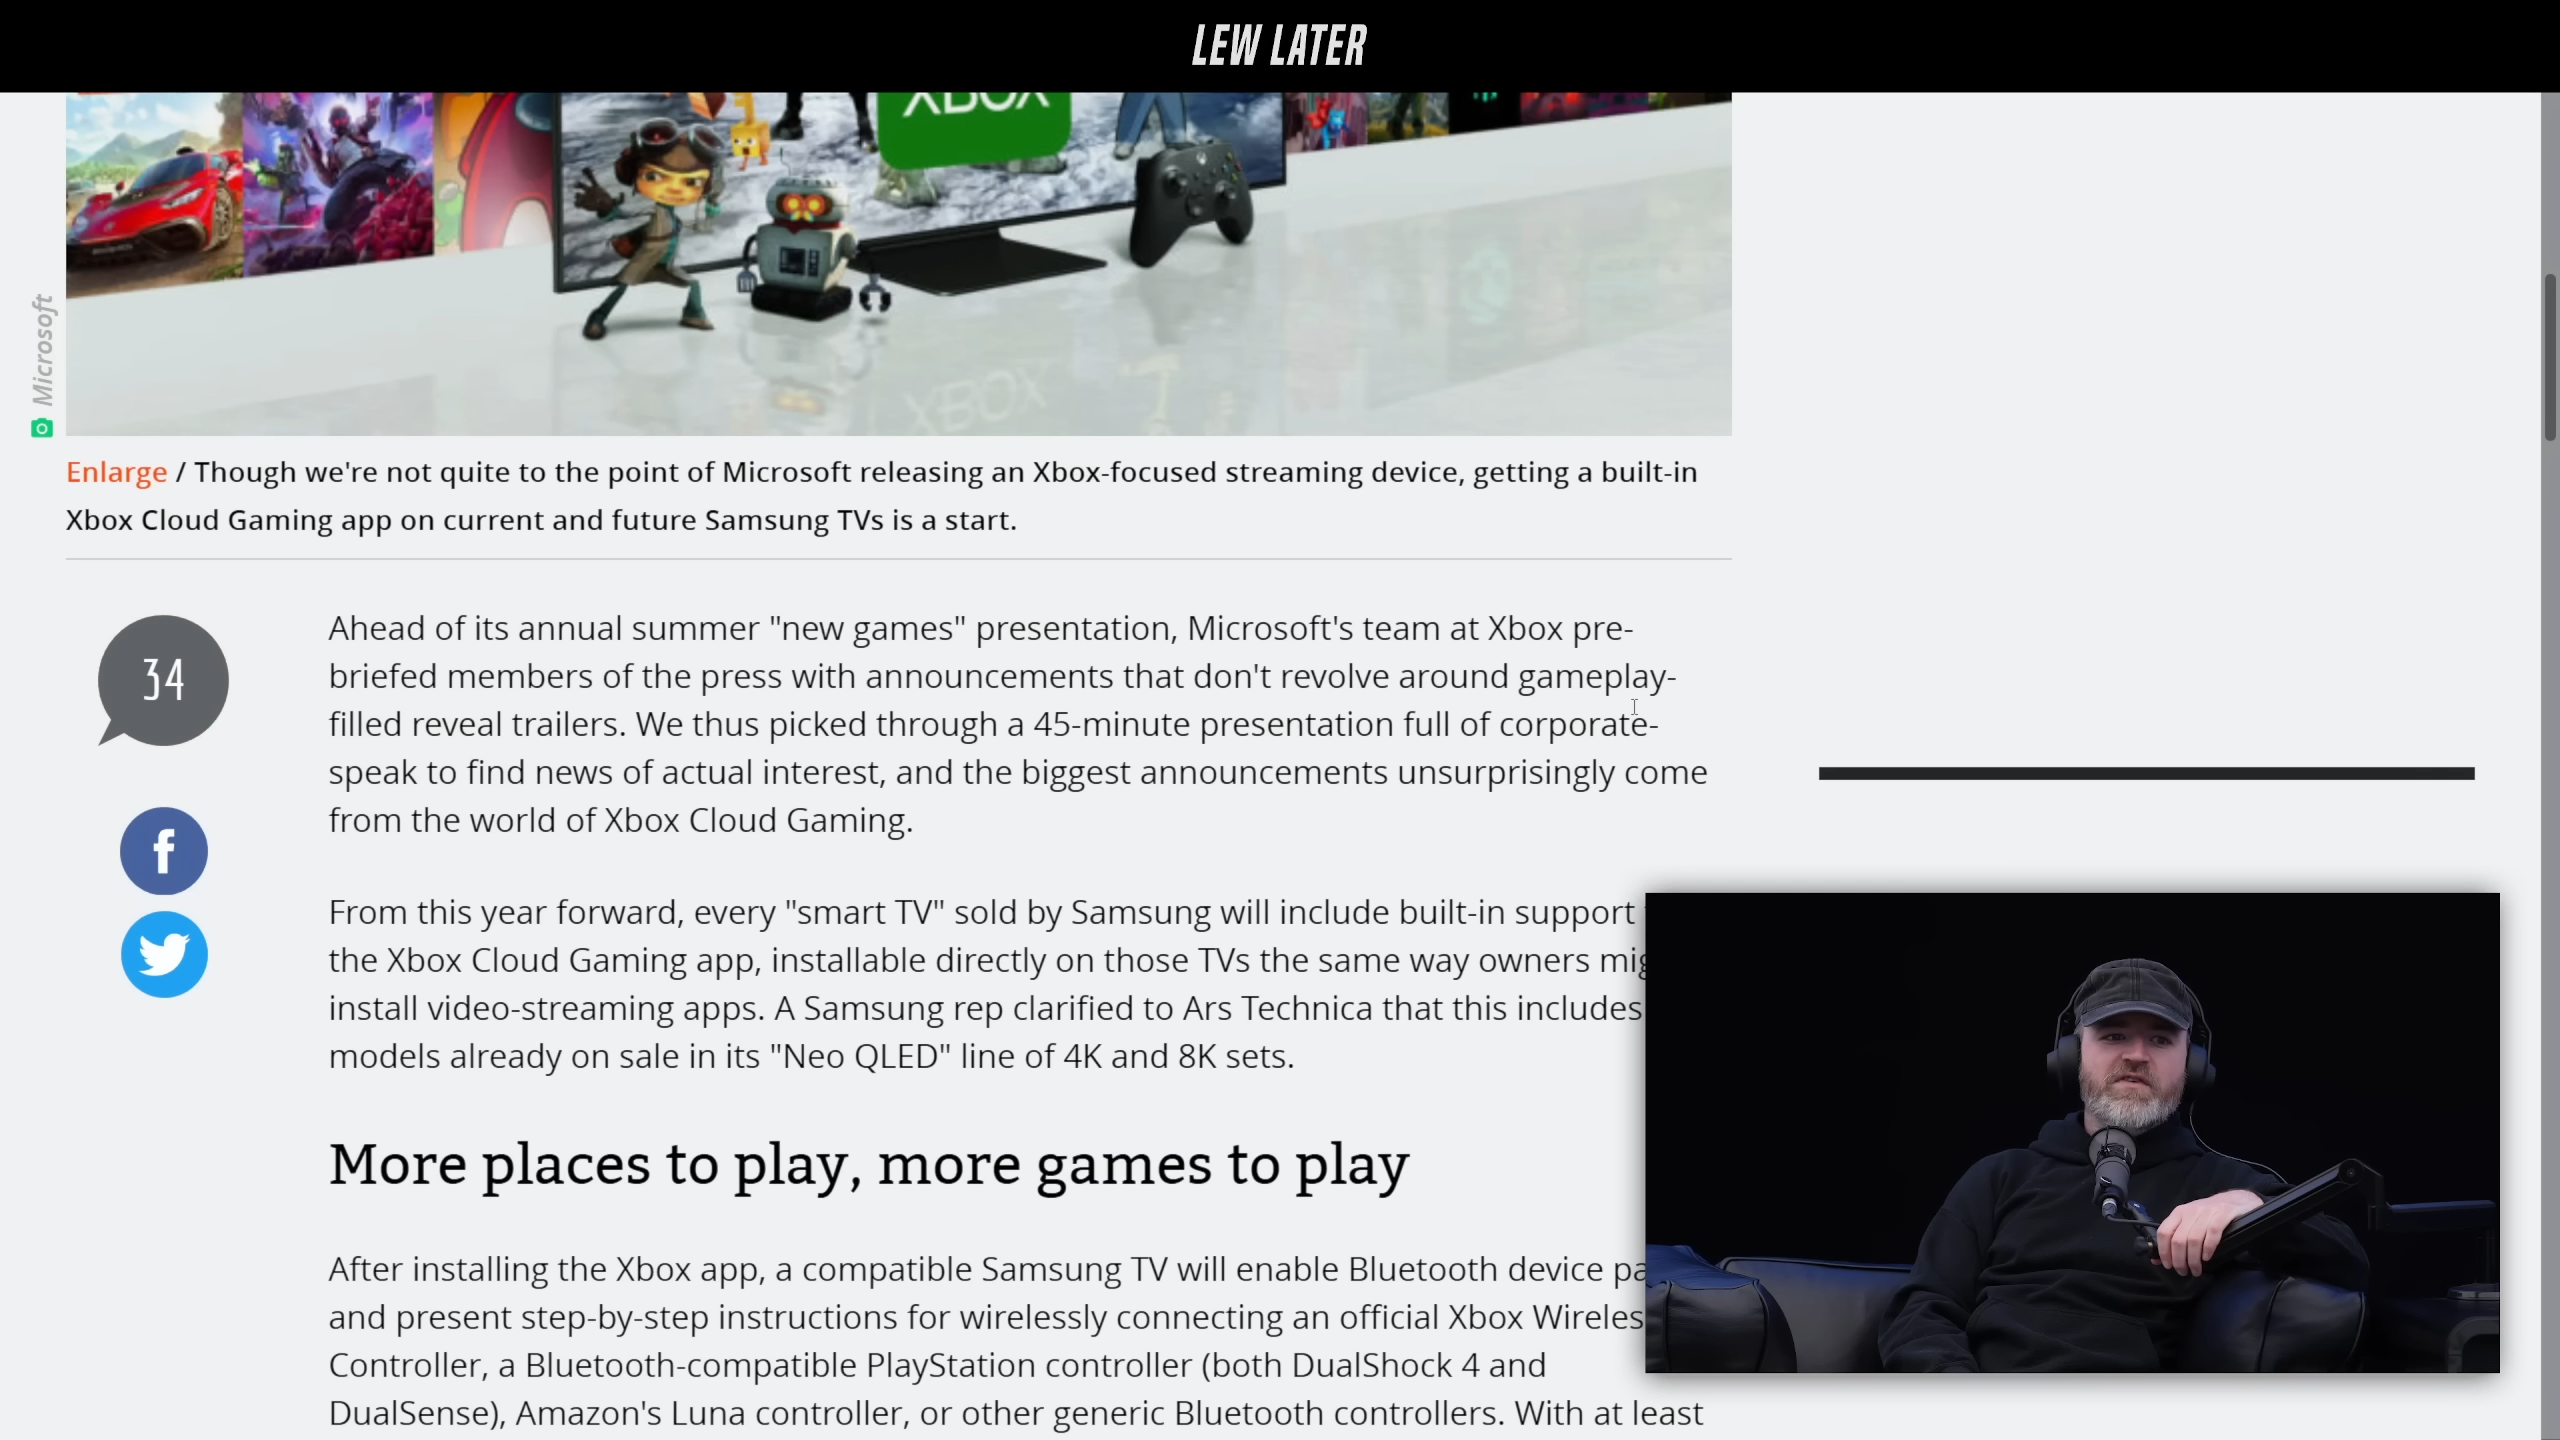 LEW LATER
XBOX
XBOX
Microsoft
Enlarge / Though we're not quite to the point of Microsoft releasing an Xbox-focused streaming device, getting a built-in
Xbox Cloud Gaming app on current and future Samsung TVs is a start.
34
Ahead of its annual summer "new games" presentation, Microsoft's team at Xbox pre-
briefed members of the press with announcements that don't revolve around gameplay-
filled reveal trailers. We thus picked through a 45-minute presentation full of corporate-
speak to find news of actual interest, and the biggest announcements unsurprisingly come
from the world of Xbox Cloud Gaming.
From this year forward, every "smart TV" sold by Samsung will include built-in support
the Xbox Cloud Gaming app, installable directly on those TVs the same way owners
install video-streaming apps. A Samsung rep clarified to Ars Technica that this includes
models already on sale in its "Neo QLED" line of 4K and 8K sets.
More places to play, more games to play
After installing the Xbox app, a compatible Samsung TV will enable Bluetooth device
and present step-by-step instructions for wirelessly connecting an official Xbox
Controller, a Bluetooth-compatible PlayStation controller (both DualShock 4 and
DualSense), Amazon's Luna controller, or other generic Bluetooth controllers. With at least